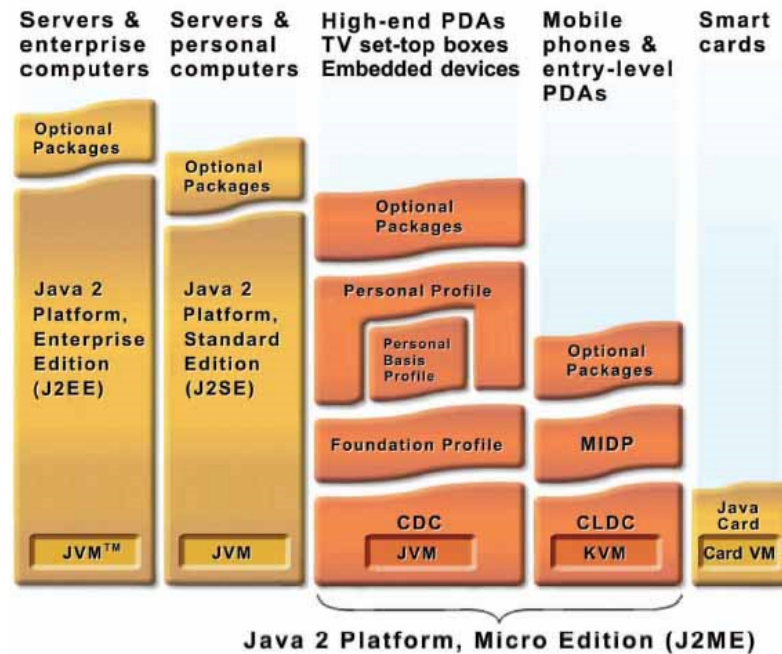 Servers &
enterprise
computers
Servers &
personal
computers
High-end PDAs
TV set-top boxes
Embedded devices
Mobile
phones &
entry-level
PDAs
Smart
cards
Optional
Packages
Java 2
Platform,
Enterprise
Edition
(J2EE)
JVM™
Optional
Packages
Java 2
Platform,
Standard
Edition
(J2SE)
JVM
Optional
Packages
Personal Profile
Personal
Basis
Profile
Foundation Profile
CDC
JVM
Optional
Packages
MIDP
CLDC
KVM
Java
Card
Card VM
Java 2 Platform, Micro Edition (J2ME)